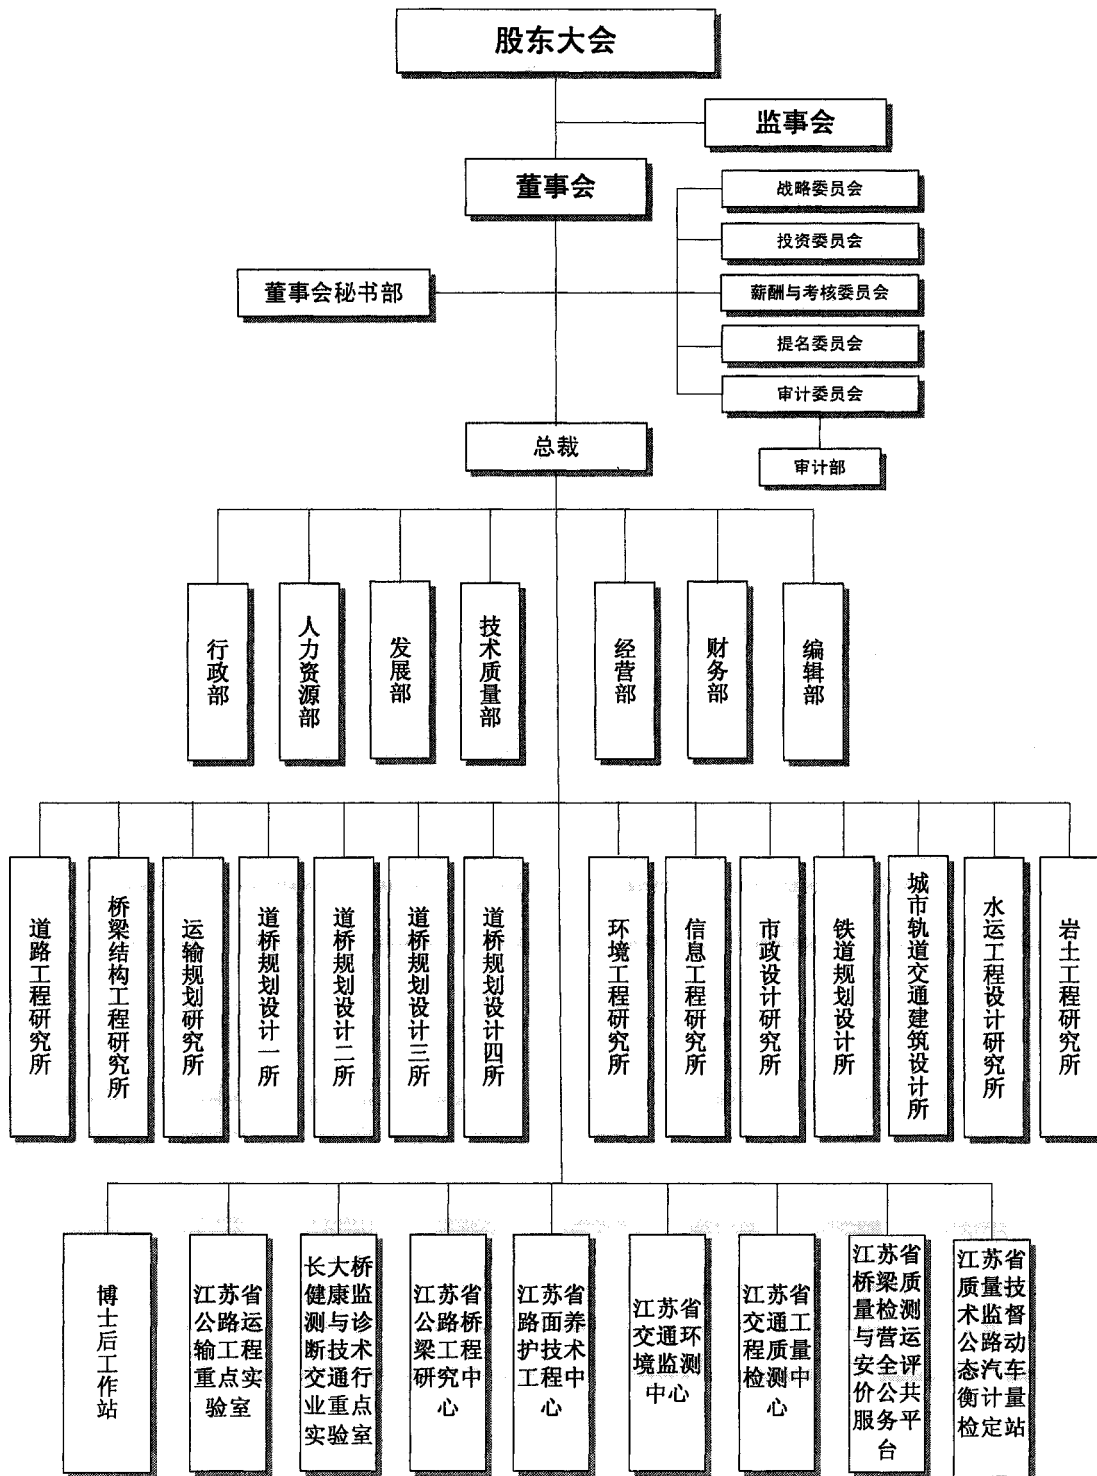 股东大会
监事会
董事会
战略委员会
投资委员会
董事会秘书部
薪酬与考核委员会
提名委员会
审计委员会
总裁
审计部
行政部
人力资源部
发展部
技术质量部
经营部
财务部
编辑部
道路工程研究所
桥梁结构工程研究所
运输规划研究所
道桥规划设计一所
道桥规划设计二所
道桥规划设计三所
道桥规划设计四所
环境工程研究所
信息工程研究所
市政设计研究所
铁道规划设计所
城市轨道交通建筑设计所
水运工程设计研究所
岩土工程研究所
博士后工作站
江苏省
公路运
输工程
重点实
验室
长大桥
健康监
测与诊
断技术
交通行
业重点
实验室
江苏省
公路桥
梁工程
研究中
心
江苏省
路面养
护技术
工程中
心
江苏省
交通环
境监测
中心
江苏省
交通工
程质量
检测中
心
江苏省
桥梁质
量检测
与营运
安全评
价公共
服务平
台
江苏省
质量技
术监督
公路动
态汽车
衡计量
检定站